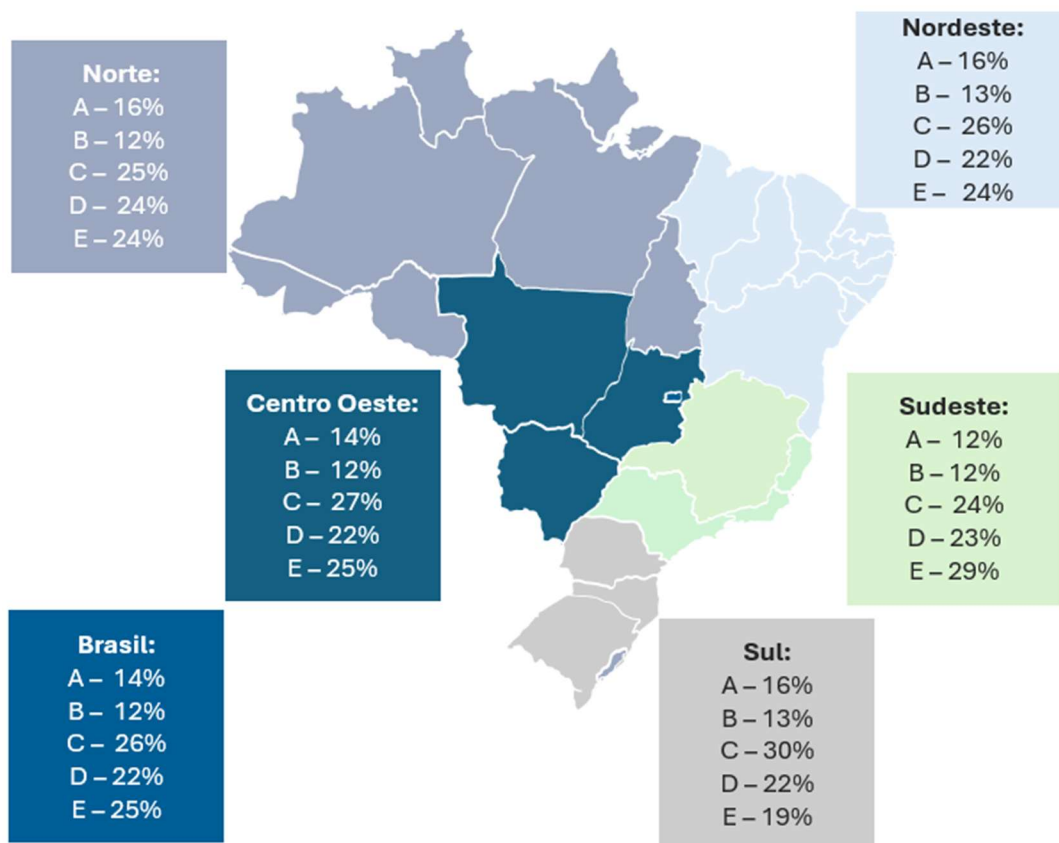 Norte:
A – 16%
B – 12%
C – 25%
D – 24%
E – 24%
Nordeste:
A – 16%
B – 13%
C – 26%
D – 22%
E – 24%
Centro Oeste:
A – 14%
B – 12%
C – 27%
D – 22%
E – 25%
Sudeste:
A – 12%
B – 12%
C – 24%
D – 23%
E – 29%
Brasil:
A – 14%
B – 12%
C – 26%
D – 22%
E – 25%
Sul:
A – 16%
B – 13%
C – 30%
D – 22%
E – 19%